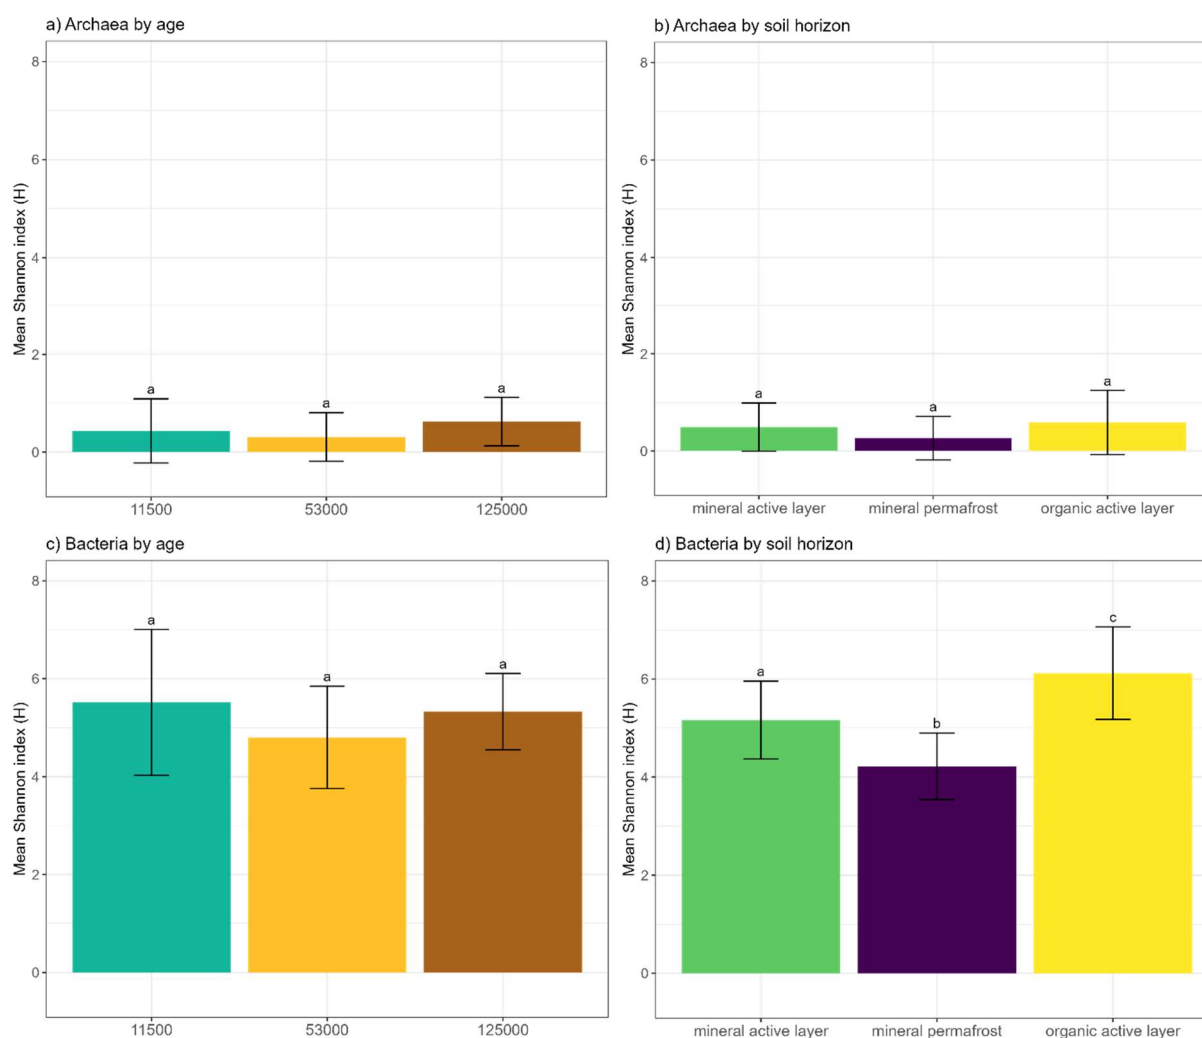 a) Archaea by age
8
6
4
2
0
Mean Shannon index (H)
a
a
a
11500
53000
125000
b) Archaea by soil horizon
8
6
4
2
0
Mean Shannon index (H)
a
a
a
mineral active layer
mineral permafrost
organic active layer
c) Bacteria by age
8
6
4
2
0
Mean Shannon index (H)
a
a
a
11500
53000
125000
d) Bacteria by soil horizon
8
6
4
2
0
Mean Shannon index (H)
a
b
c
mineral active layer
mineral permafrost
organic active layer